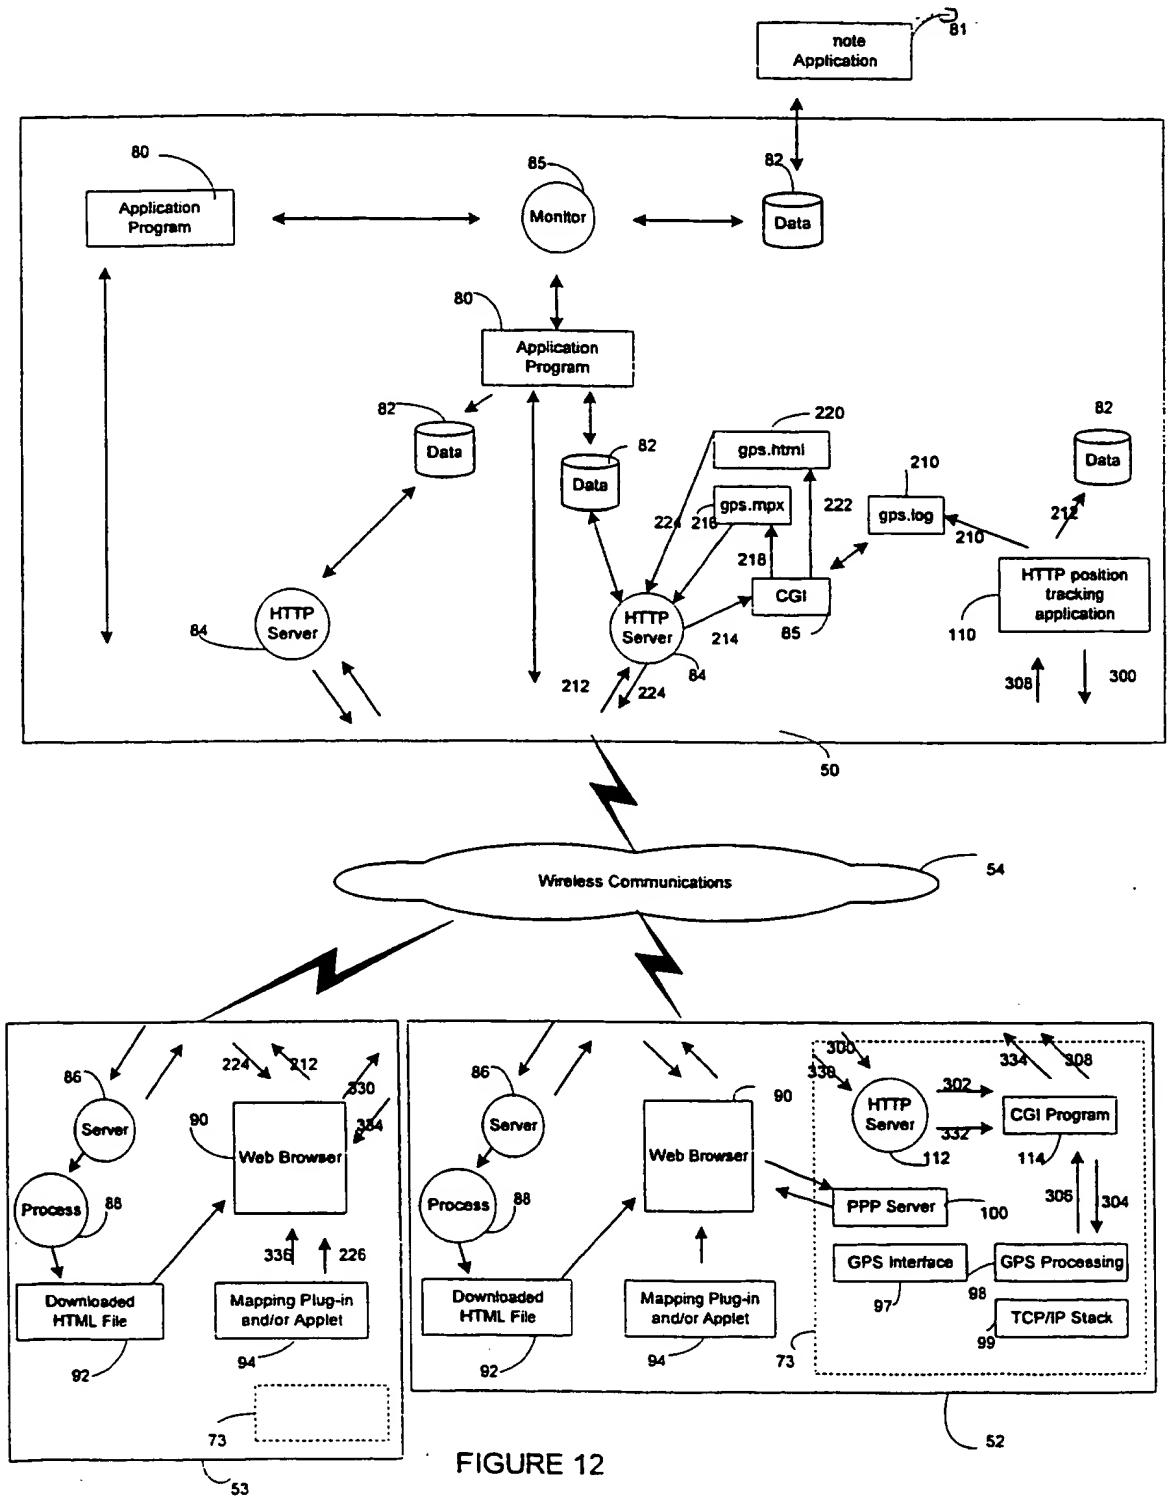 note
Application
81
80
Application
Program
85
Monitor
82
Data
80
Application
Program
82
Data
82
Data
220
gps.html
224
216
gps.mpx
222
218
210
gps.log
210
82
Data
212
HTTP
Server
84
HTTP
Server
84
214
CGI
85
HTTP position
tracking
application
110
212
224
308
300
50
Wireless Communications
54
86
Server
224
212
330
334
90
Web Browser
Process
88
336
226
Downloaded
HTML File
92
Mapping Plug-in
and/or Applet
94
73
53
86
Server
90
Web Browser
Process
88
Downloaded
HTML File
92
Mapping Plug-in
and/or Applet
94
300
330
HTTP
Server
112
302
332
334
308
CGI Program
114
PPP Server
100
306
304
GPS Interface
97
GPS Processing
98
TCP/IP Stack
99
73
52
FIGURE 12